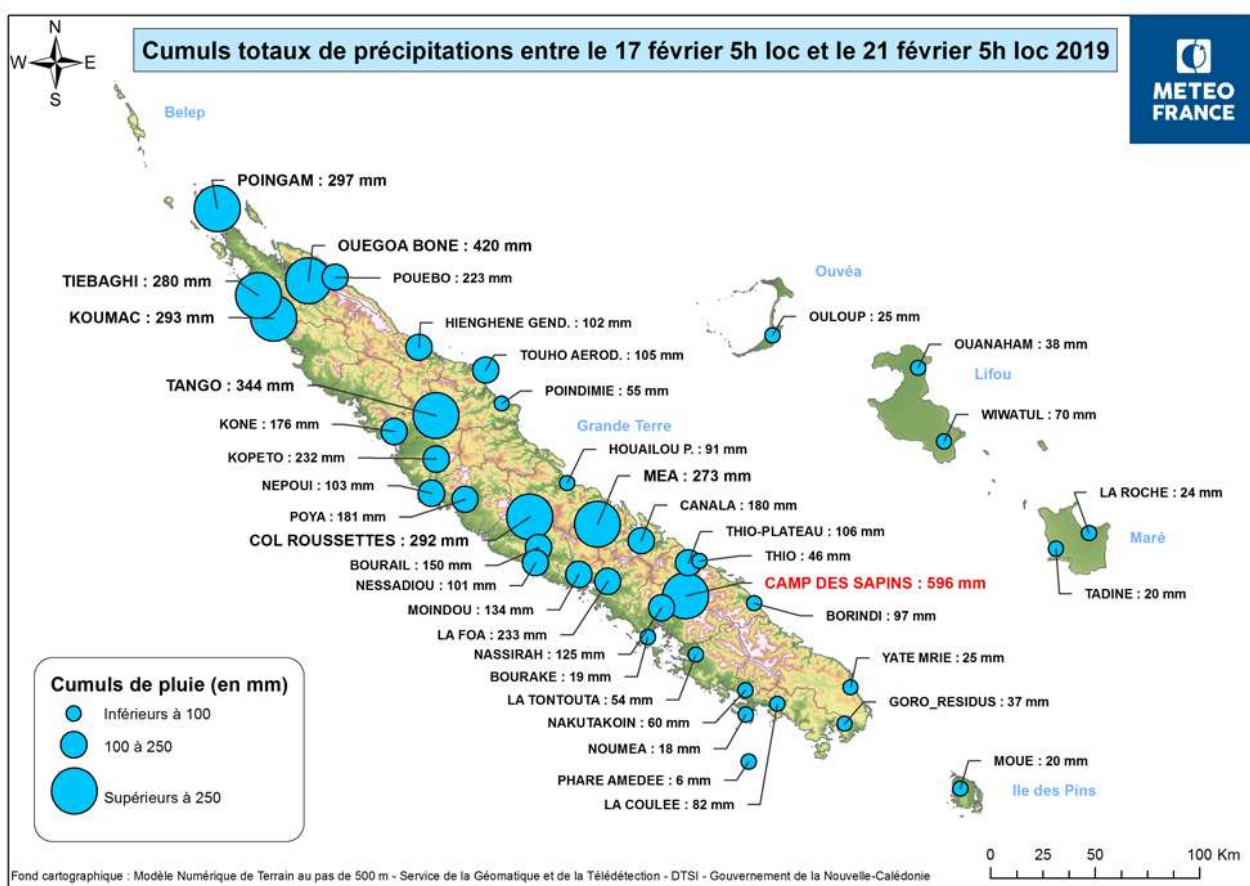 Cumuls totaux de précipitations entre le 17 février 5h loc et le 21 février 5h loc 2019
METEO
FRANCE
N
W
E
S
Belep
POINGAM : 297 mm
OUEGOA BONE : 420 mm
TIEBAGHI : 280 mm
POUEBO : 223 mm
KOUMAC : 293 mm
HIENGHENE GEND. : 102 mm
TOUHO AEROD. : 105 mm
TANGO : 344 mm
POINDIMIE : 55 mm
KONE : 176 mm
Grande Terre
KOPETO : 232 mm
HOUAILOU P. : 91 mm
NEPOUI : 103 mm
MEA : 273 mm
POYA : 181 mm
CANALA : 180 mm
THIO-PLATEAU : 106 mm
COL ROUSSETTES : 292 mm
THIO : 46 mm
BOURAIL : 150 mm
NESSADIOU : 101 mm
CAMP DES SAPINS : 596 mm
MOINDOU : 134 mm
BORINDI : 97 mm
LA FOA : 233 mm
NASSIRAH : 125 mm
YATE MRIE : 25 mm
BOURAKE : 19 mm
LA TONTOUTA : 54 mm
GORO_RESIDUS : 37 mm
NAKUTAKOIN : 60 mm
NOUMEA : 18 mm
PHARE AMEDEE : 6 mm
LA COULEE : 82 mm
Ouvéa
OULOUP : 25 mm
OUANAHAM : 38 mm
Lifou
WIWATUL : 70 mm
LA ROCHE : 24 mm
Maré
TADINE : 20 mm
MOUE : 20 mm
Ile des Pins
Cumuls de pluie (en mm)
Inférieurs à 100
100 à 250
Supérieurs à 250
0 25 50 100 Km
Fond cartographique : Modèle Numérique de Terrain au pas de 500 m - Service de la Géomatique et de la Télédétection - DTSI - Gouvernement de la Nouvelle-Calédonie